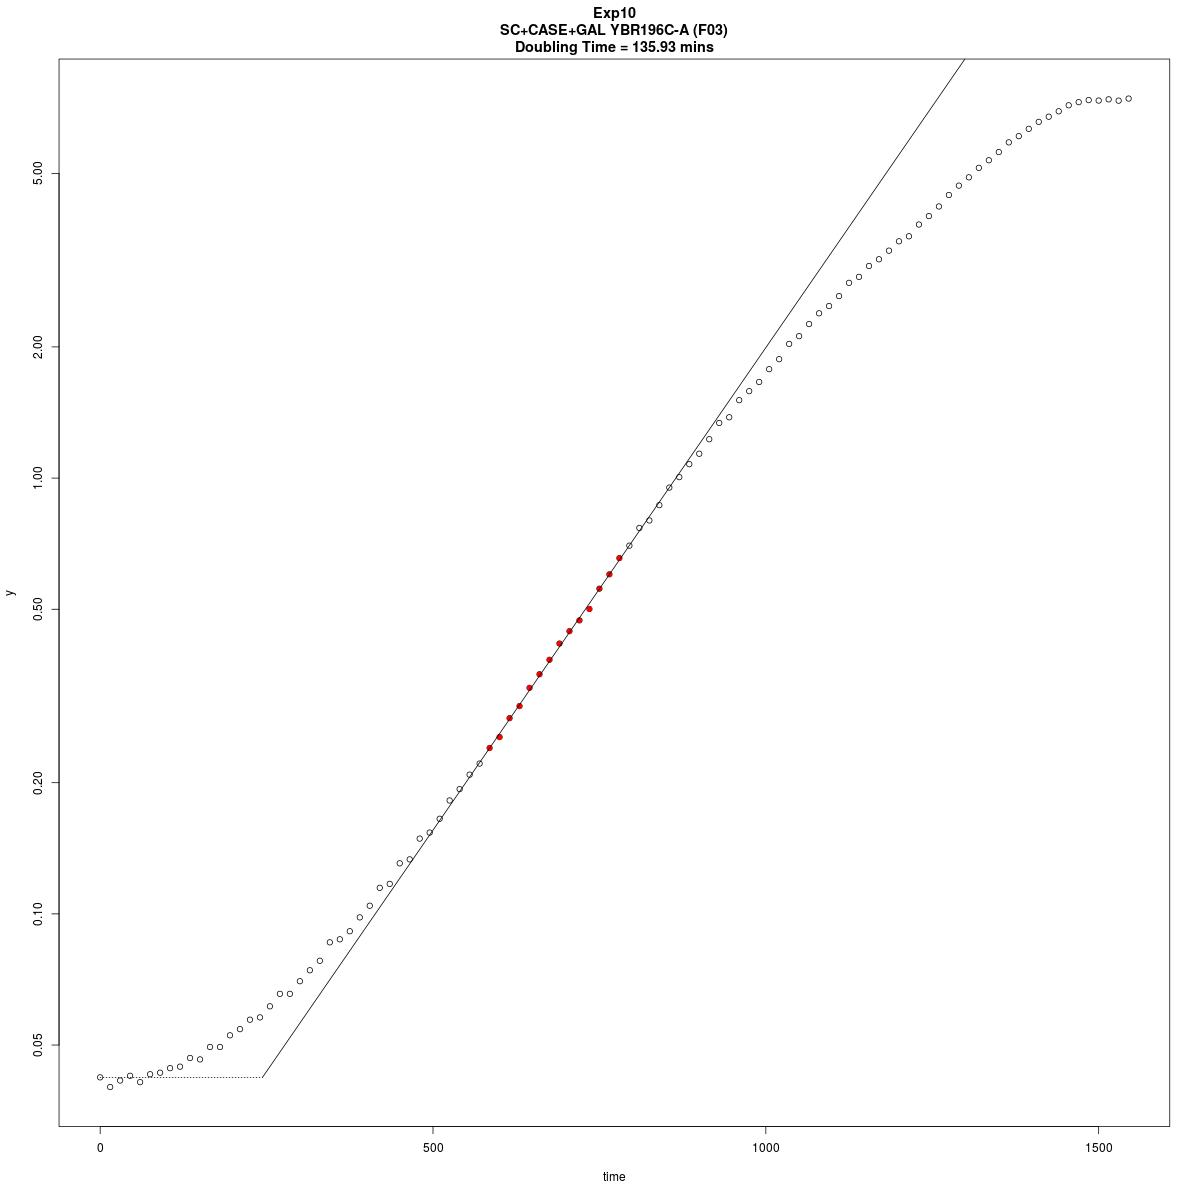 Exp10
SC+CASE+GAL YBR196C-A (F03)
Doubling Time = 135.93 mins
5.00
2.00
1.00
0.50
0.20
0.10
0.05
y
0 500 1000 1500
time